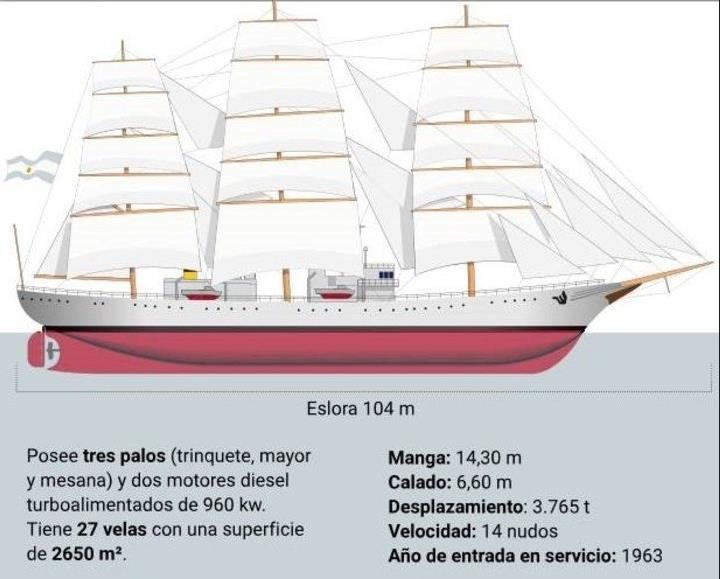 Eslora 104 m
Posee tres palos (trinquete, mayor
y mesana) y dos motores diesel
turboalimentados de 960 kw.
Tiene 27 velas con una superficie
de 2650 m².
Manga: 14,30 m
Calado: 6,60 m
Desplazamiento: 3.765 t
Velocidad: 14 nudos
Año de entrada en servicio: 1963